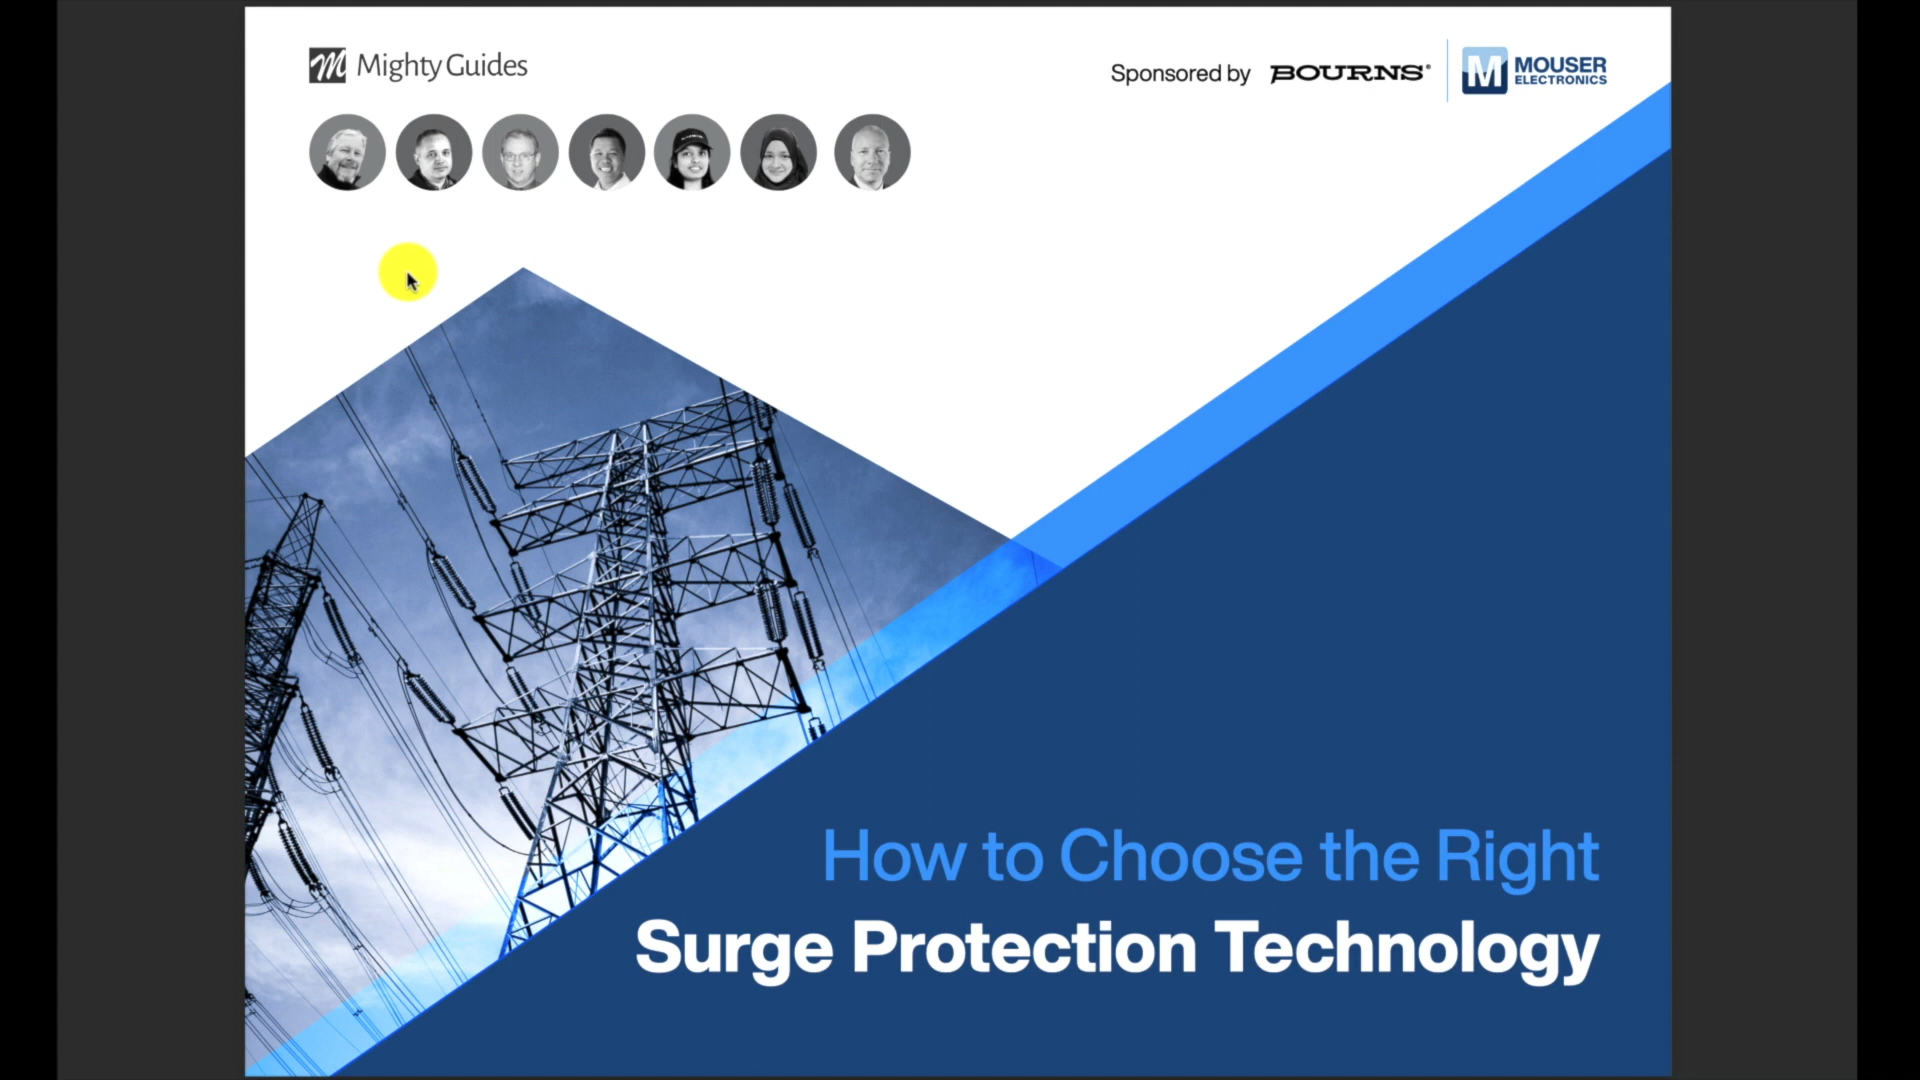 Mighty Guides
Sponsored by BOURNS® MOUSER ELECTRONICS
How to Choose the Right
Surge Protection Technology